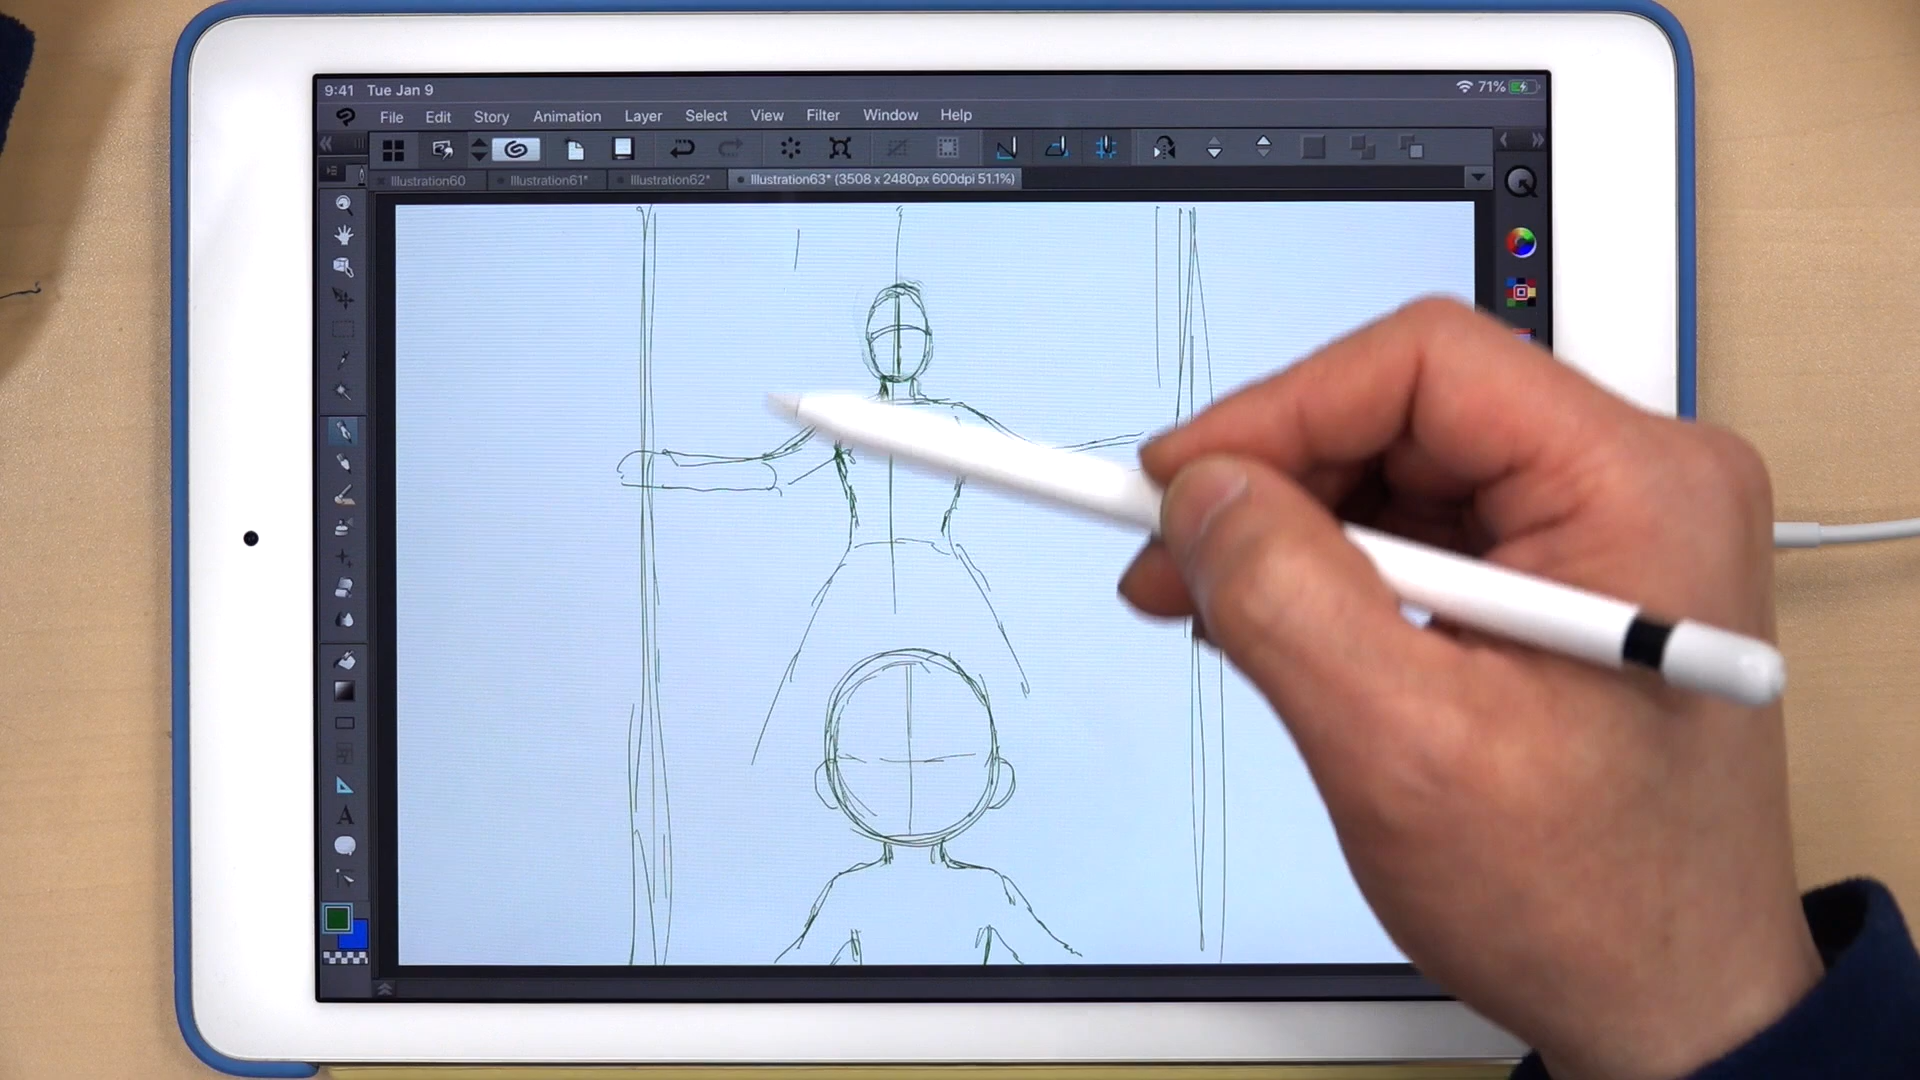 9:41 Tue Jan 9 71%
File Edit Story Animation Layer Select View Filter Window Help
Illustration60 Illustration61* Illustration62* Illustration63* (3508 x 2480px 600dpi 51.1%)
A